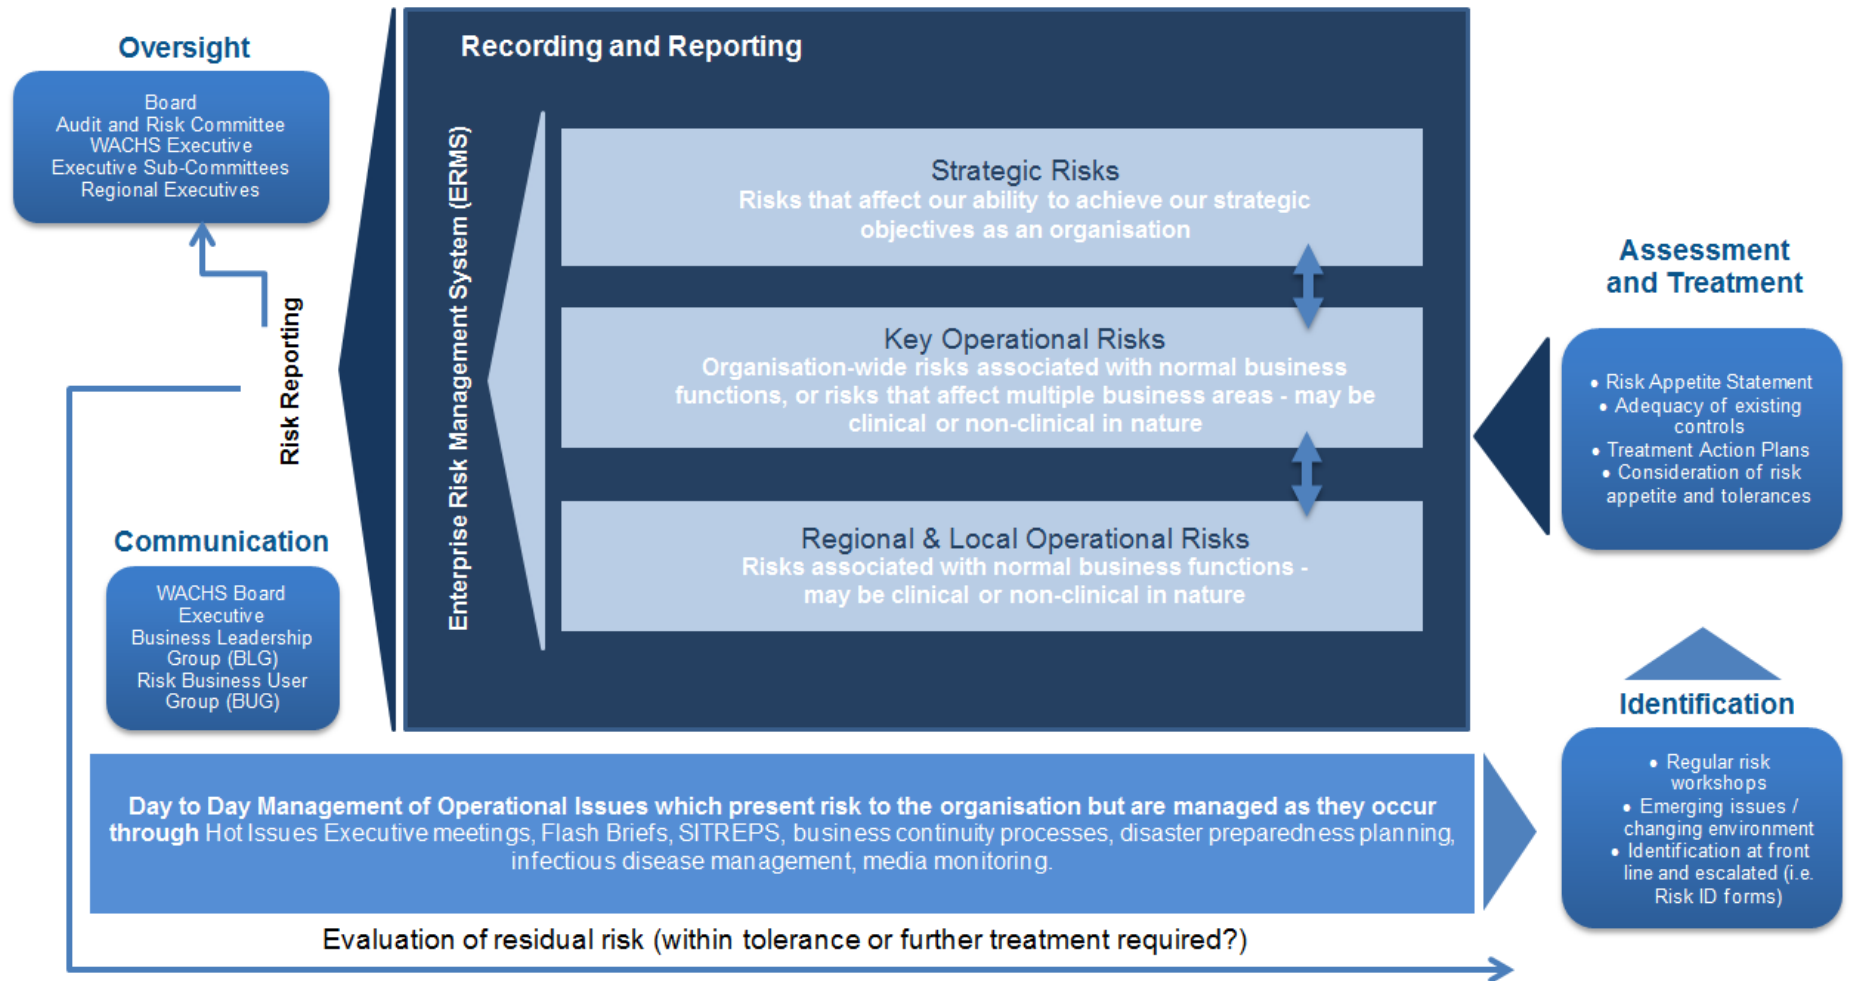 Oversight
Board
Audit and Risk Committee
WACHS Executive
Executive Sub-Committees
Regional Executives
Risk Reporting
Communication
WACHS Board
Executive
Business Leadership
Group (BLG)
Risk Business User
Group (BUG)
Recording and Reporting
Enterprise Risk Management System (ERMS)
Strategic Risks
Risks that affect our ability to achieve our strategic
objectives as an organisation
Key Operational Risks
Organisation-wide risks associated with normal business
functions, or risks that affect multiple business areas - may be
clinical or non-clinical in nature
Regional & Local Operational Risks
Risks associated with normal business functions -
may be clinical or non-clinical in nature
Assessment
and Treatment
• Risk Appetite Statement
• Adequacy of existing
controls
• Treatment Action Plans
• Consideration of risk
appetite and tolerances
Identification
• Regular risk
workshops
• Emerging issues /
changing environment
• Identification at front
line and escalated (i.e.
Risk ID forms)
Day to Day Management of Operational Issues which present risk to the organisation but are managed as they occur
through Hot Issues Executive meetings, Flash Briefs, SITREPS, business continuity processes, disaster preparedness planning,
infectious disease management, media monitoring.
Evaluation of residual risk (within tolerance or further treatment required?)